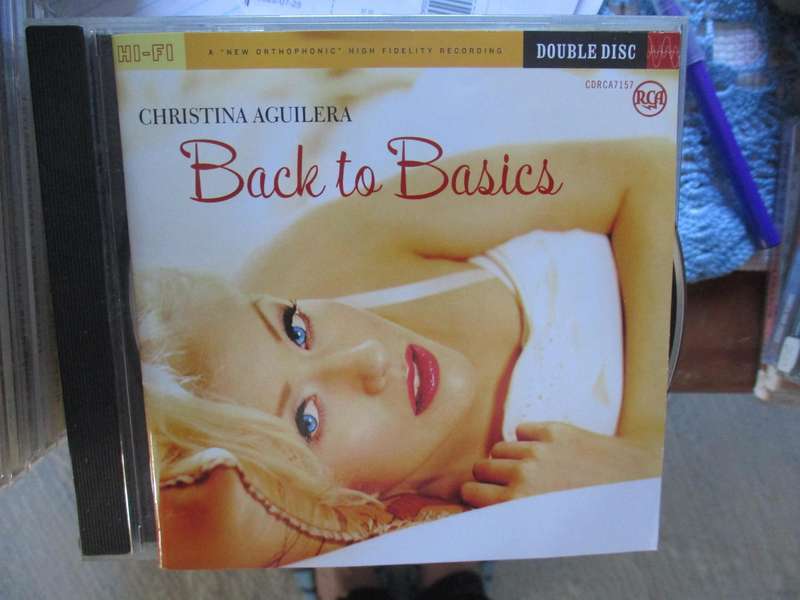 HI-FI
A "NEW ORTHOPHONIC" HIGH FIDELITY RECORDING
DOUBLE DISC
CDRCA7157
RCA
CHRISTINA AGUILERA
Back to Basics